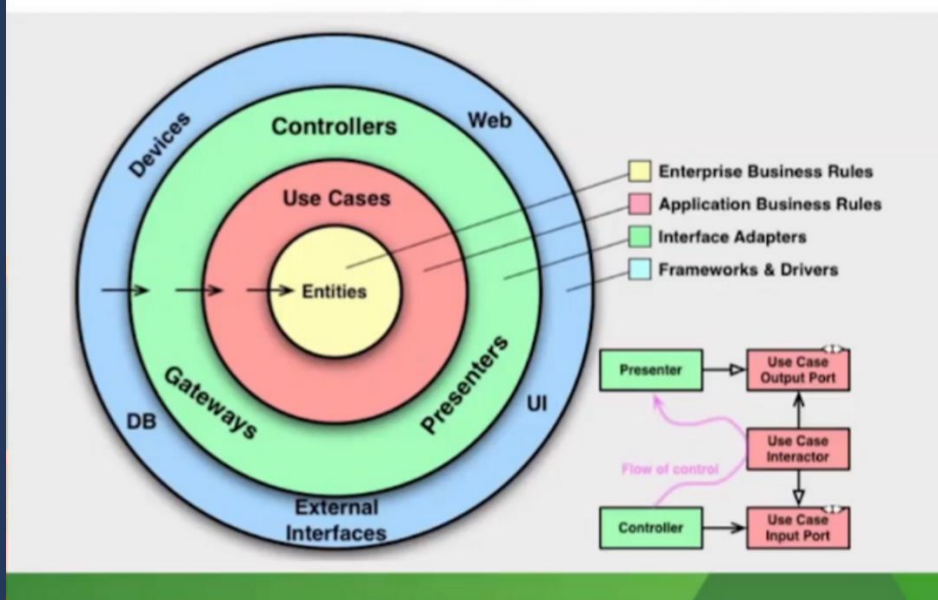 Devices
Controllers
Web
Use Cases
Entities
Gateways
Presenters
DB
UI
External
Interfaces
Enterprise Business Rules
Application Business Rules
Interface Adapters
Frameworks & Drivers
Presenter
Use Case
Output Port
Use Case
Interactor
Flow of control
Controller
Use Case
Input Port